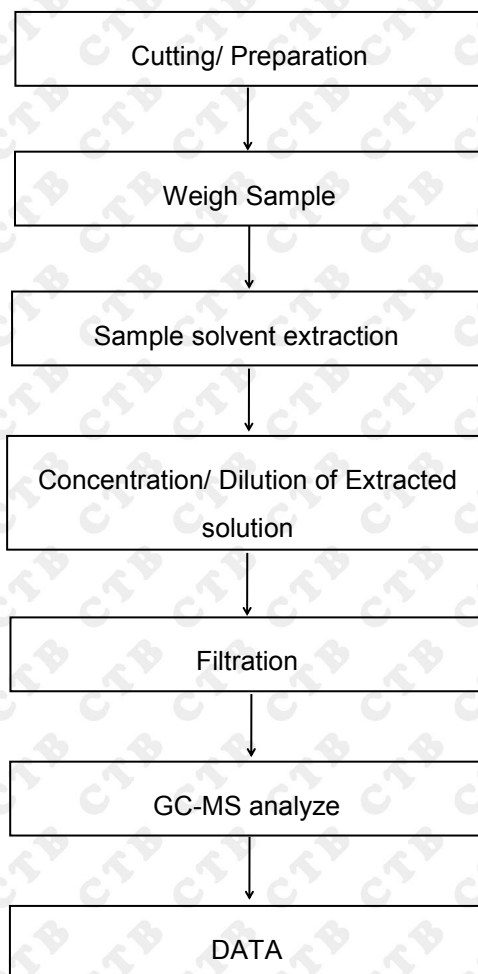 Cutting/ Preparation
Weigh Sample
Sample solvent extraction
Concentration/ Dilution of Extracted
solution
Filtration
GC-MS analyze
DATA